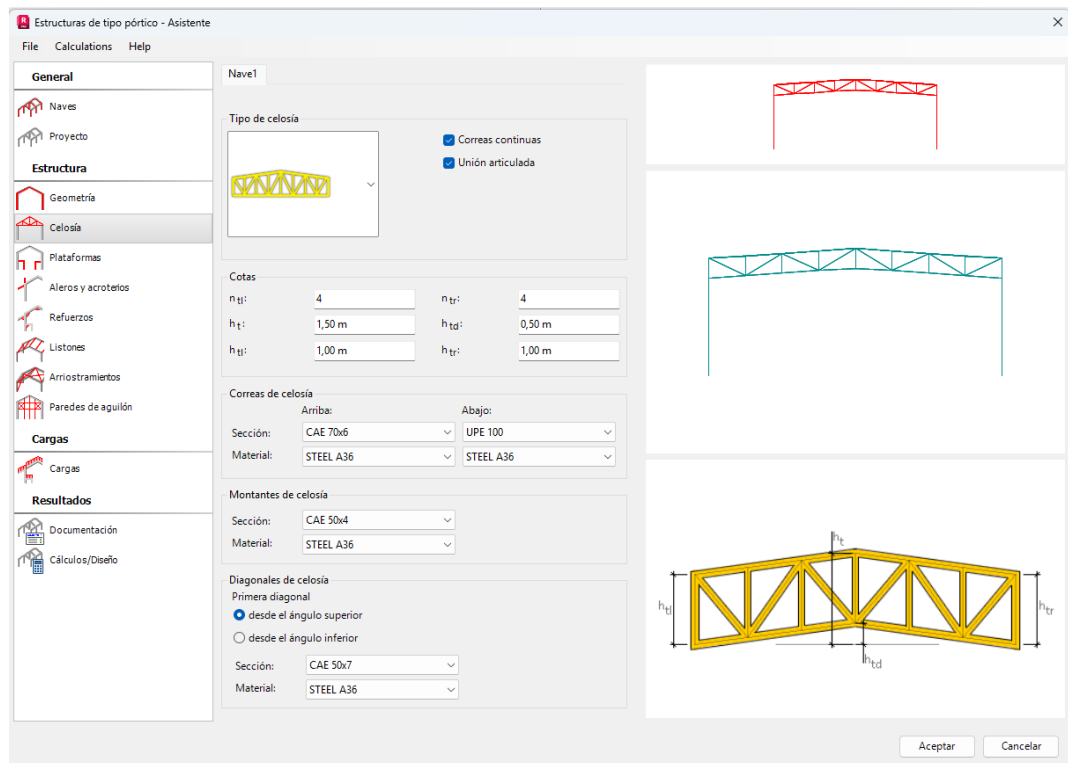 Estructuras de tipo pórtico - Asistente
File Calculations Help
General
Naves
Proyecto
Estructura
Geometría
Celosía
Plataformas
Aleros y acroterios
Refuerzos
Listones
Arriostramientos
Paredes de aguilón
Cargas
Cargas
Resultados
Documentación
Cálculos/Diseño
Nave1
Tipo de celosía
Correas continuas
Unión articulada
Cotas
n tl: 4 n tr: 4
h t: 1,50 m h td: 0,50 m
h tl: 1,00 m h tr: 1,00 m
Correas de celosía
Arriba: Abajo:
Sección: CAE 70x6 UPE 100
Material: STEEL A36 STEEL A36
Montantes de celosía
Sección: CAE 50x4
Material: STEEL A36
Diagonales de celosía
Primera diagonal
desde el ángulo superior
desde el ángulo inferior
Sección: CAE 50x7
Material: STEEL A36
ht
htl
htr
htd
Aceptar Cancelar